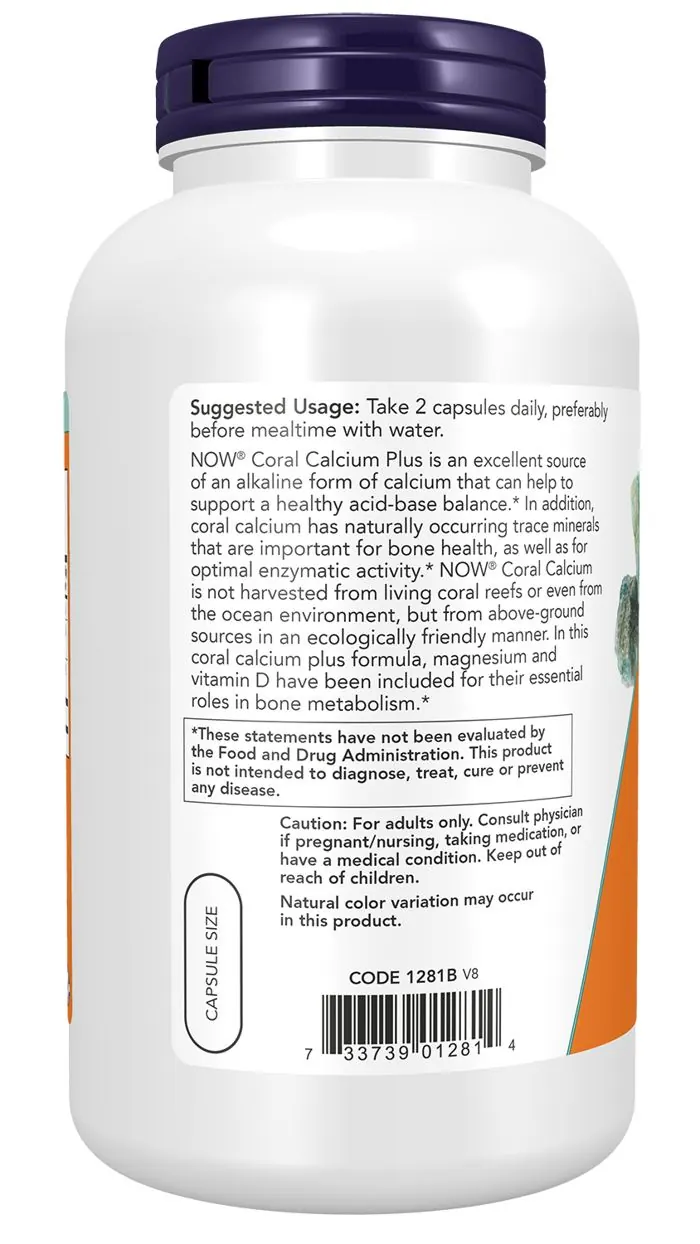 Suggested Usage: Take 2 capsules daily, preferably
before mealtime with water.
NOW® Coral Calcium Plus is an excellent source
of an alkaline form of calcium that can help to
support a healthy acid-base balance.* In addition,
coral calcium has naturally occurring trace minerals
that are important for bone health, as well as for
optimal enzymatic activity.* NOW® Coral Calcium
is not harvested from living coral reefs or even from
the ocean environment, but from above-ground
sources in an ecologically friendly manner. In this
coral calcium plus formula, magnesium and
vitamin D have been included for their essential
roles in bone metabolism.*
*These statements have not been evaluated by
the Food and Drug Administration. This product
is not intended to diagnose, treat, cure or prevent
any disease.
Caution: For adults only. Consult physician
if pregnant/nursing, taking medication, or
have a medical condition. Keep out of
reach of children.
Natural color variation may occur
in this product.
CAPSULE SIZE
CODE 1281B V8
7 33739 01281 4